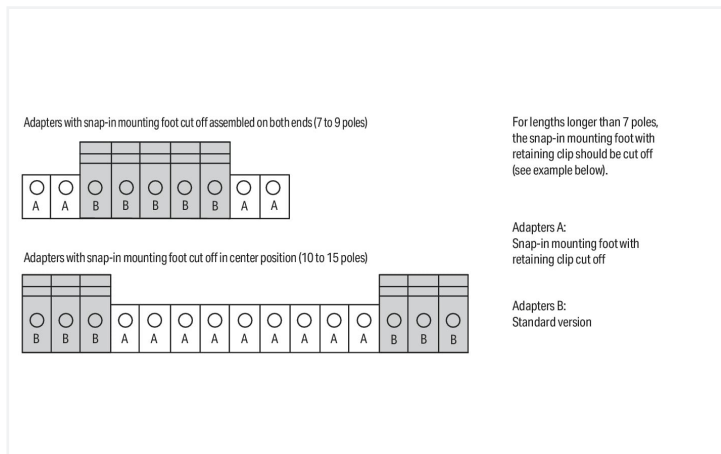 Adapters with snap-in mounting foot cut off assembled on both ends (7 to 9 poles)
A A B B B B B A A
Adapters with snap-in mounting foot cut off in center position (10 to 15 poles)
B B B A A A A A A A A A B B B
For lengths longer than 7 poles,
the snap-in mounting foot with
retaining clip should be cut off
(see example below).
Adapters A:
Snap-in mounting foot with
retaining clip cut off
Adapters B:
Standard version